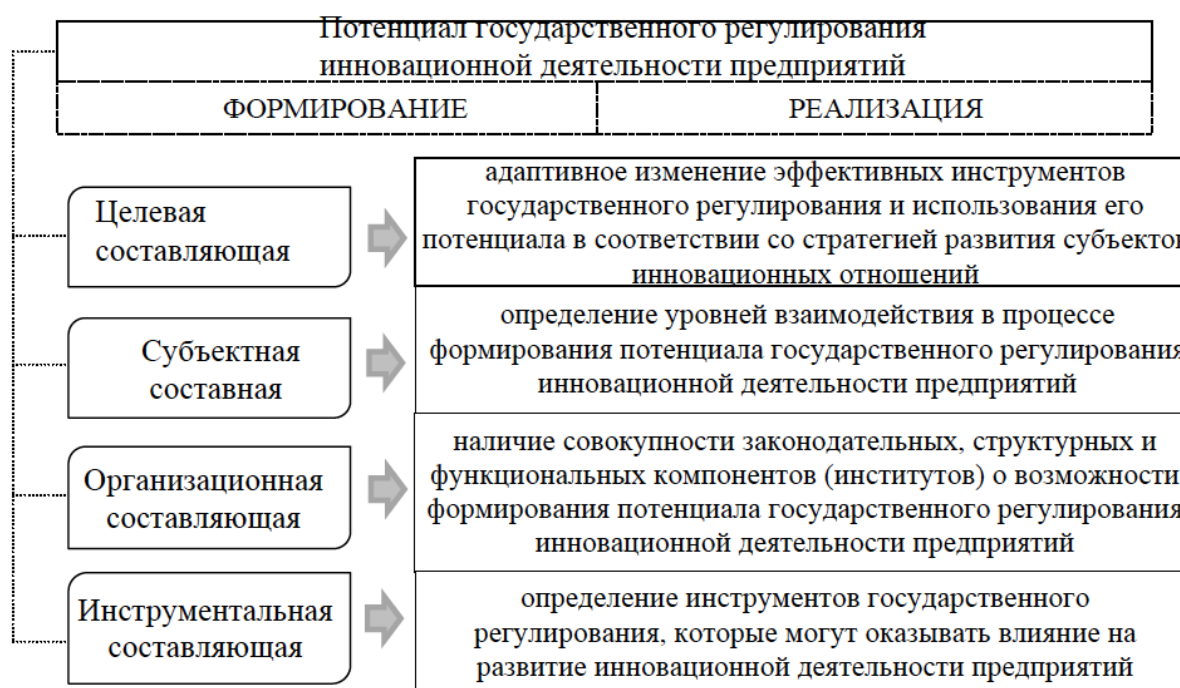 Потенциал государственного регулирования
инновационной деятельности предприятий
ФОРМИРОВАНИЕ
РЕАЛИЗАЦИЯ
Целевая
составляющая
адаптивное изменение эффективных инструментов
государственного регулирования и использования его
потенциала в соответствии со стратегией развития субъектов
инновационных отношений
Субъектная
составная
определение уровней взаимодействия в процессе
формирования потенциала государственного регулирования
инновационной деятельности предприятий
Организационная
составляющая
наличие совокупности законодательных, структурных и
функциональных компонентов (институтов) о возможности
формирования потенциала государственного регулирования
инновационной деятельности предприятий
Инструментальная
составляющая
определение инструментов государственного
регулирования, которые могут оказывать влияние на
развитие инновационной деятельности предприятий